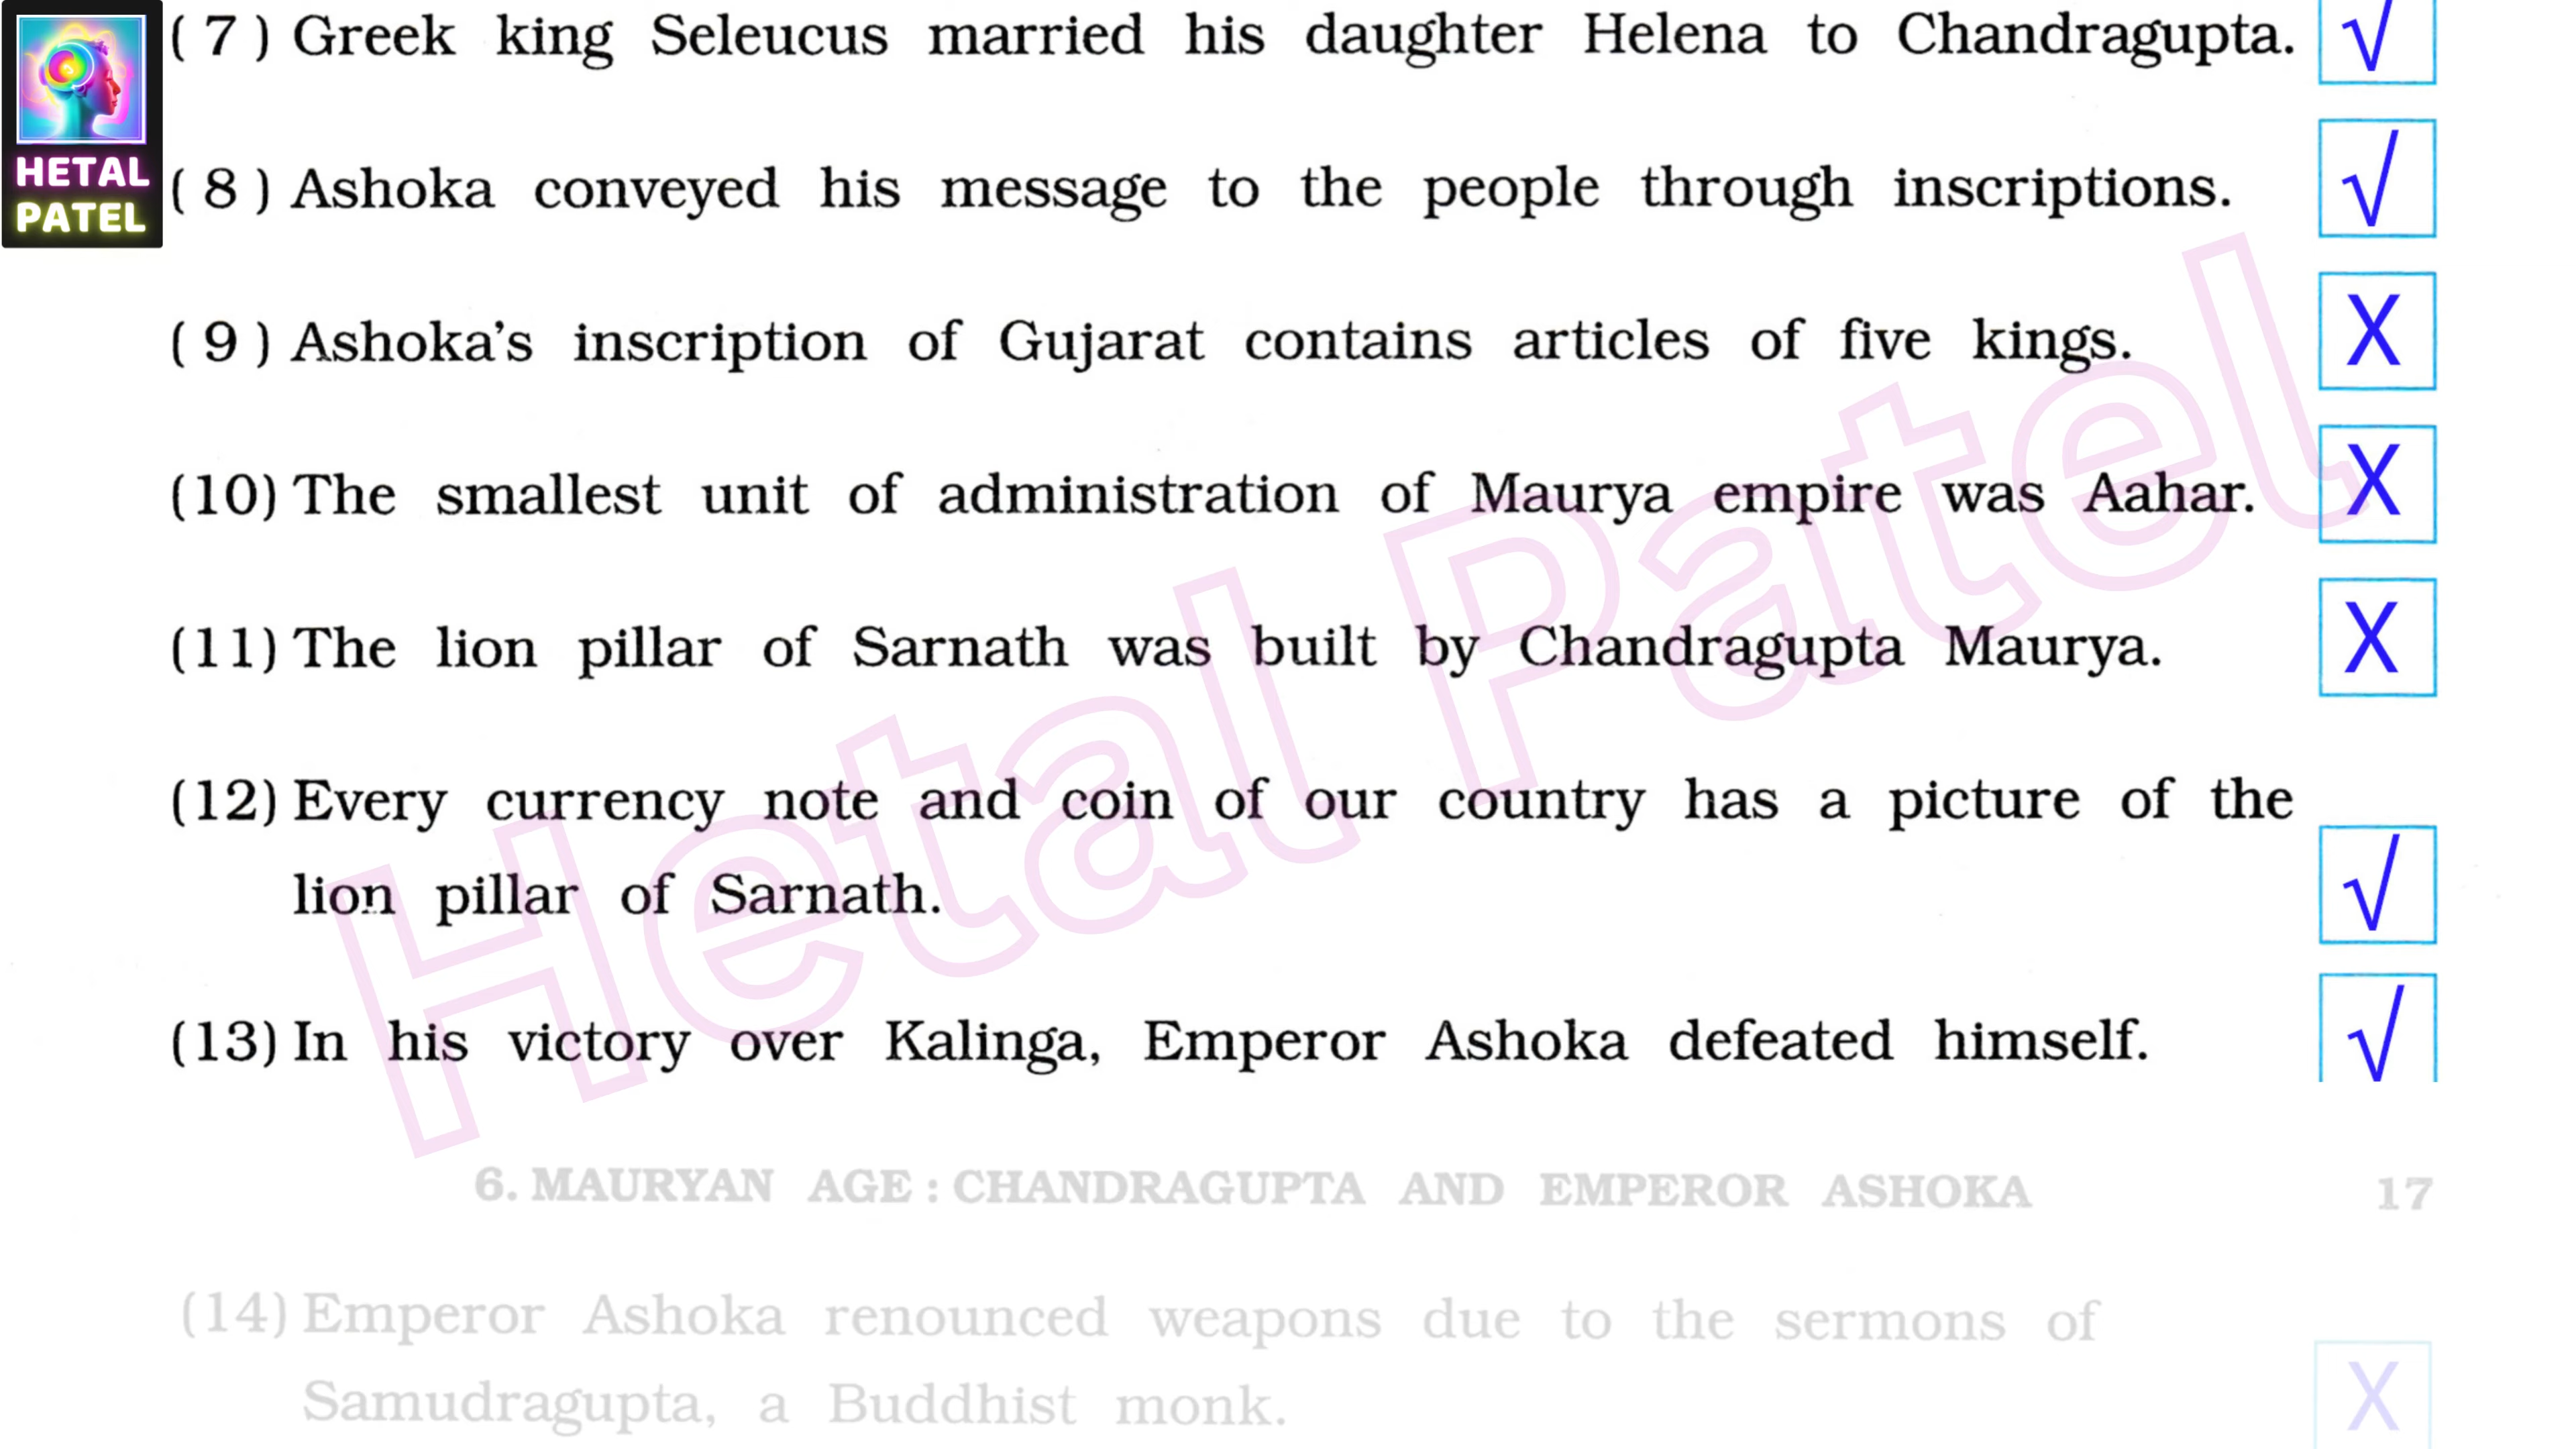 HETAL
PATEL
( 7 ) Greek king Seleucus married his daughter Helena to Chandragupta. √
( 8 ) Ashoka conveyed his message to the people through inscriptions. √
( 9 ) Ashoka's inscription of Gujarat contains articles of five kings. X
(10) The smallest unit of administration of Maurya empire was Aahar. X
(11) The lion pillar of Sarnath was built by Chandragupta Maurya. X
(12) Every currency note and coin of our country has a picture of the
lion pillar of Sarnath. √
(13) In his victory over Kalinga, Emperor Ashoka defeated himself. √
Hetal Patel
6. MAURYAN AGE : CHANDRAGUPTA AND EMPEROR ASHOKA 17
(14) Emperor Ashoka renounced weapons due to the sermons of
Samudragupta, a Buddhist monk. X